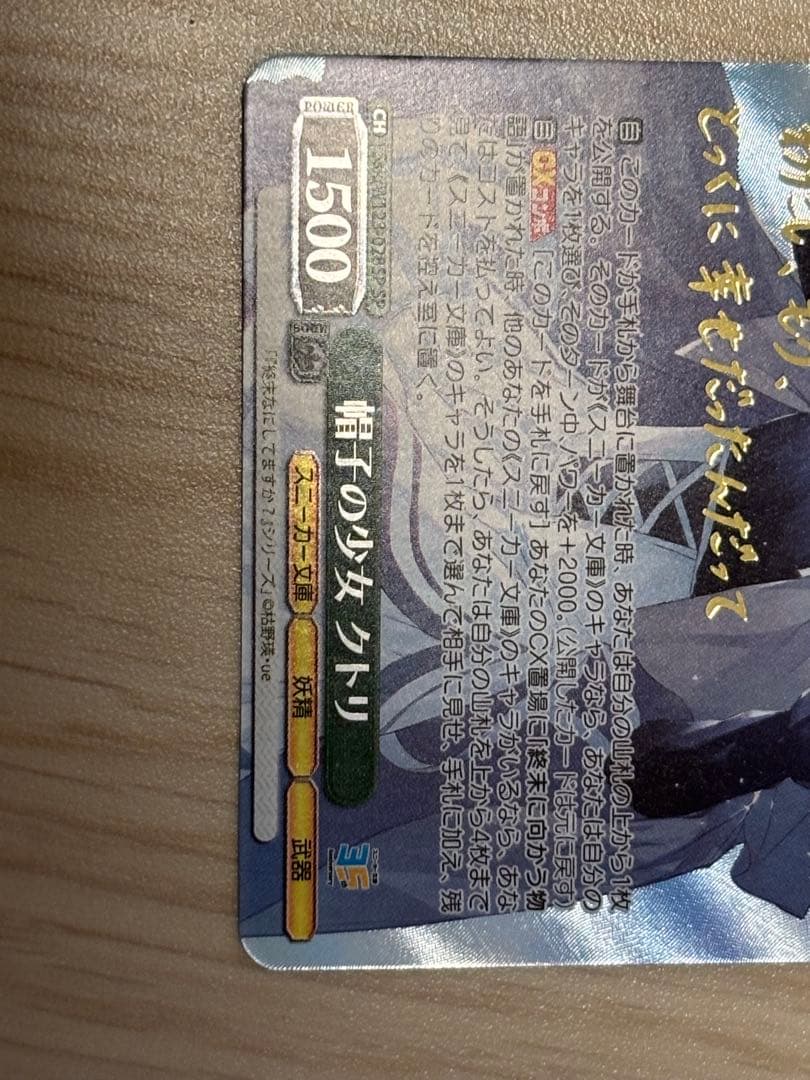 とっくに 幸せだったんだって
【自】 このカードが手札から舞台に置かれた時、あなたは自分の山札の上から1枚
を公開する。そのカードが《スニーカー文庫》のキャラなら、あなたは自分の
キャラを1枚選び、そのターン中、パワーを＋2000。(公開したカードは元に戻す)
【自】 CXコンボ ［このカードを手札に戻す］ あなたのCX置場に「終末に向かう物
語」が置かれた時、他のあなたの《スニーカー文庫》のキャラがいるなら、あな
たはコストを払ってよい。そうしたら、あなたは自分の山札を上から4枚まで
見て、《スニーカー文庫》のキャラを1枚まで選んで相手に見せ、手札に加え、残
りのカードを控え室に置く。
CH
POWER
1500
SOUL
帽子の少女 クトリ
スニーカー文庫
妖精
武器
「『終末なにしてますか？』シリーズ」©枯野瑛・ue
35